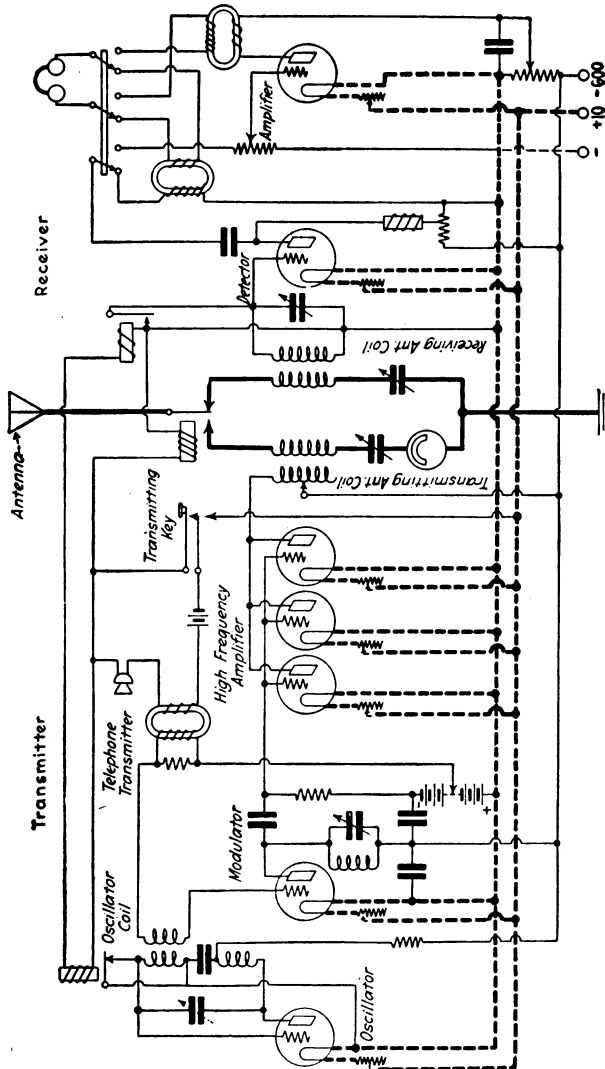 Receiver
Amplifier
- +10 -600
Detector
Receiving Ant. Coil
Antenna
Transmitting Ant. Coil
Transmitting
Key
High Frequency
Amplifier
Transmitter
Telephone
Transmitter
Modulator
-
+
Oscillator
Coil
Oscillator